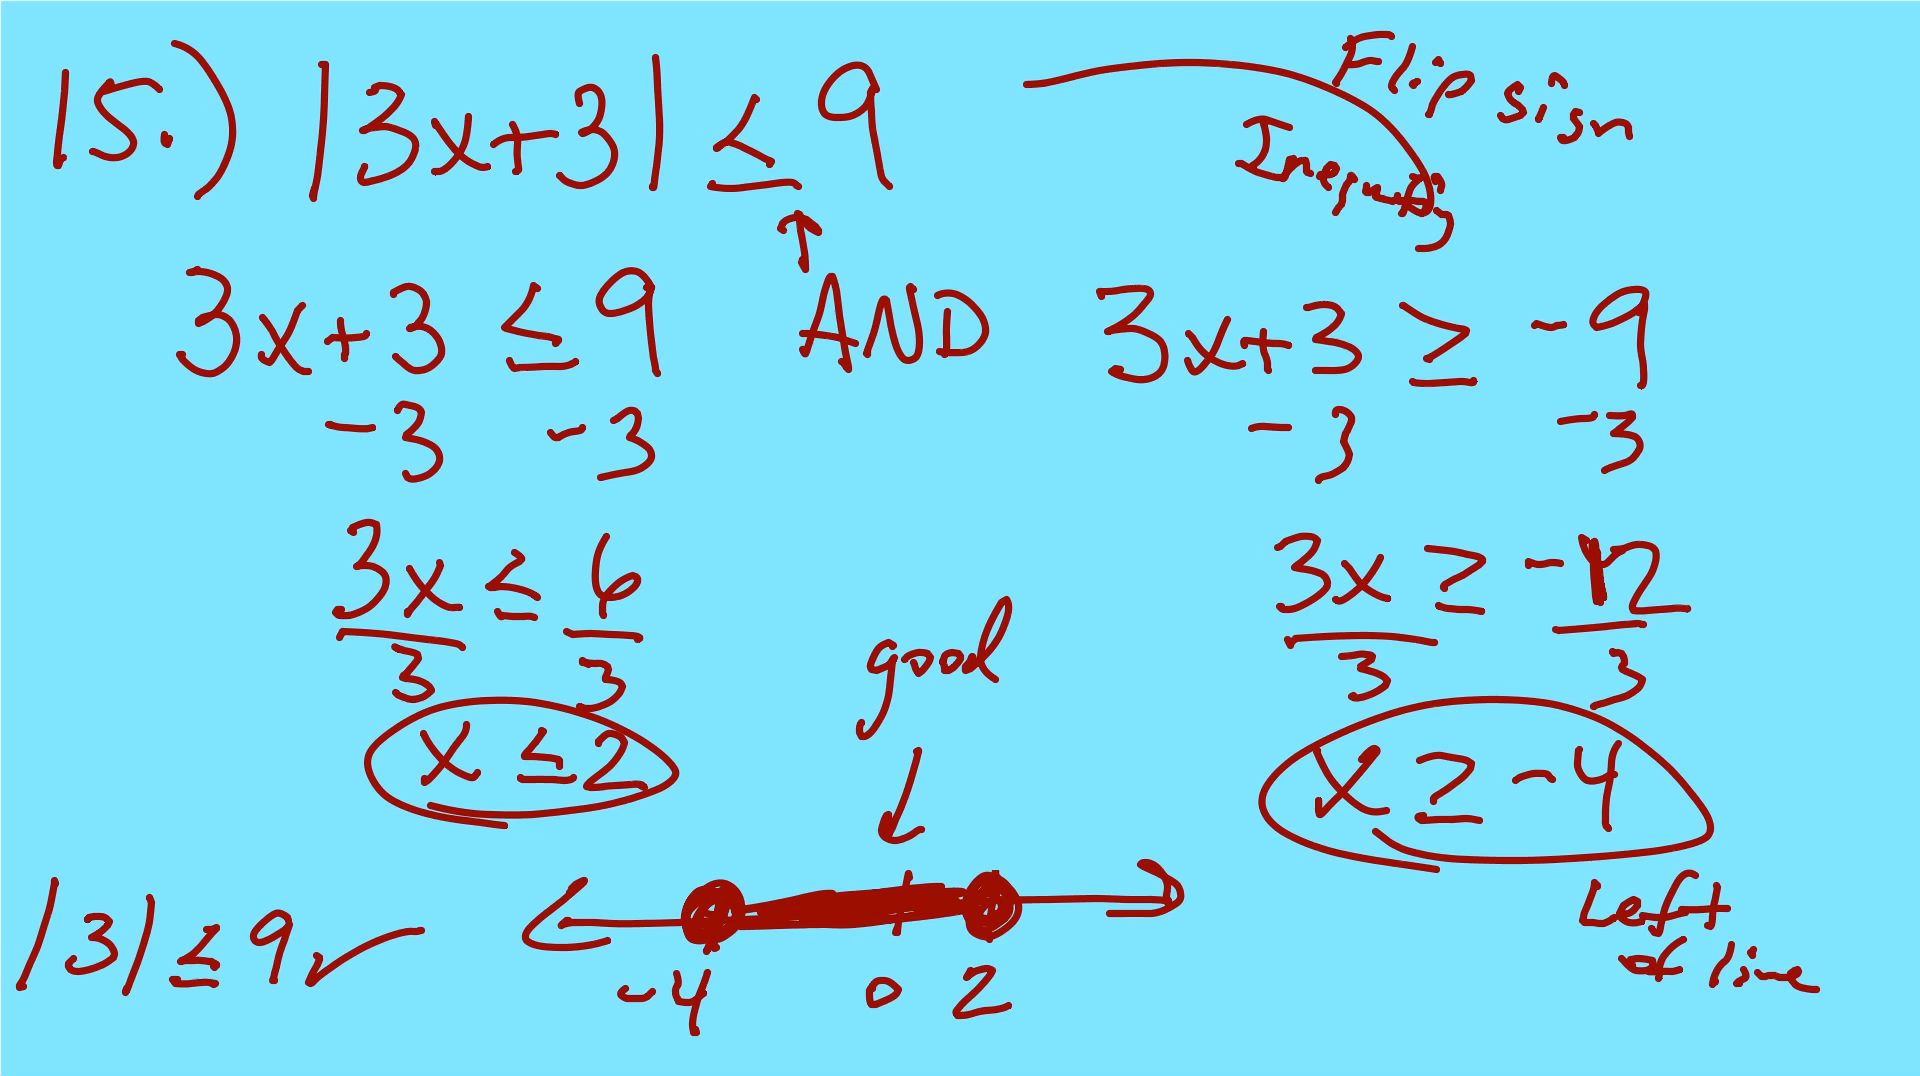 15.) |3x+3| ≤ 9
Flip sign
Inequality
3x+3 ≤ 9 AND 3x+3 ≥ -9
-3 -3 -3 -3
3x ≤ 6 3x ≥ -12
3 3 3 3
good
x ≤ 2 x ≥ -4
|3| ≤ 9 ✓
-4 0 2
Left
of line